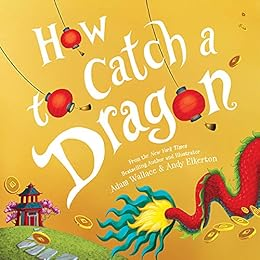 How
to Catch a
Dragon
From the New York Times
Bestselling Author and Illustrator
Adam Wallace & Andy Elkerton